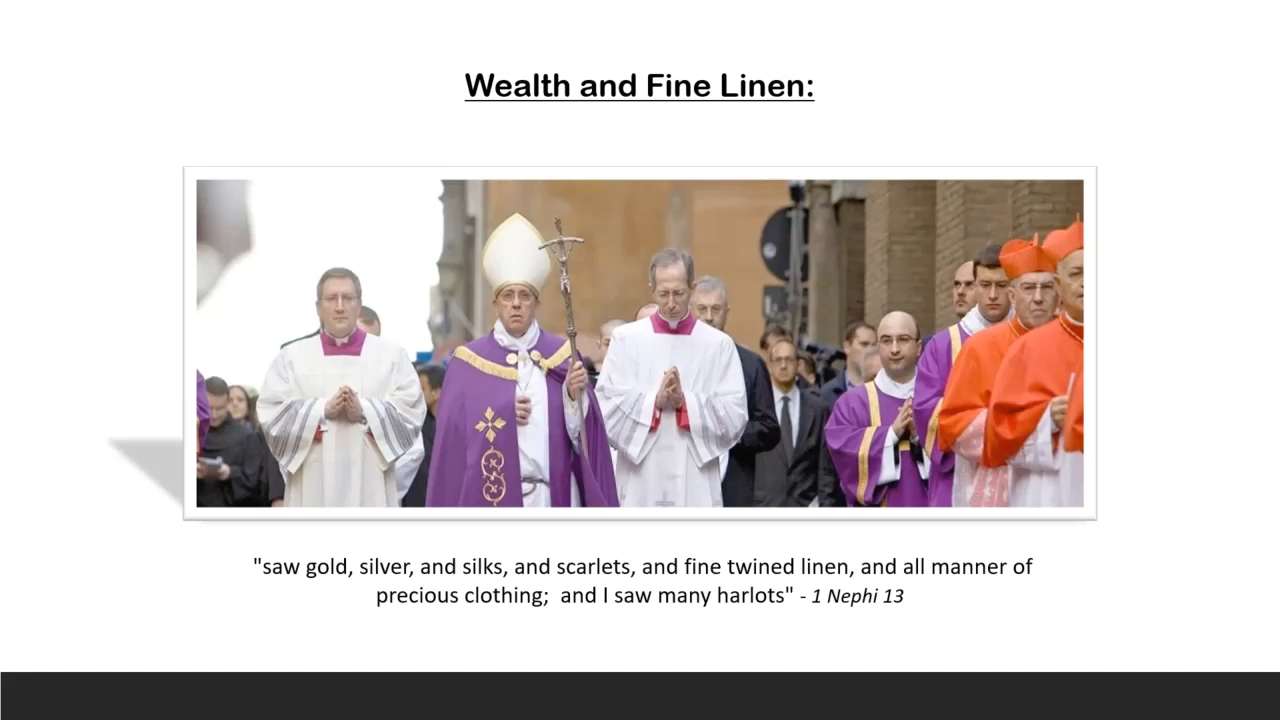 Wealth and Fine Linen:
"saw gold, silver, and silks, and scarlets, and fine twined linen, and all manner of
precious clothing;  and I saw many harlots" - 1 Nephi 13